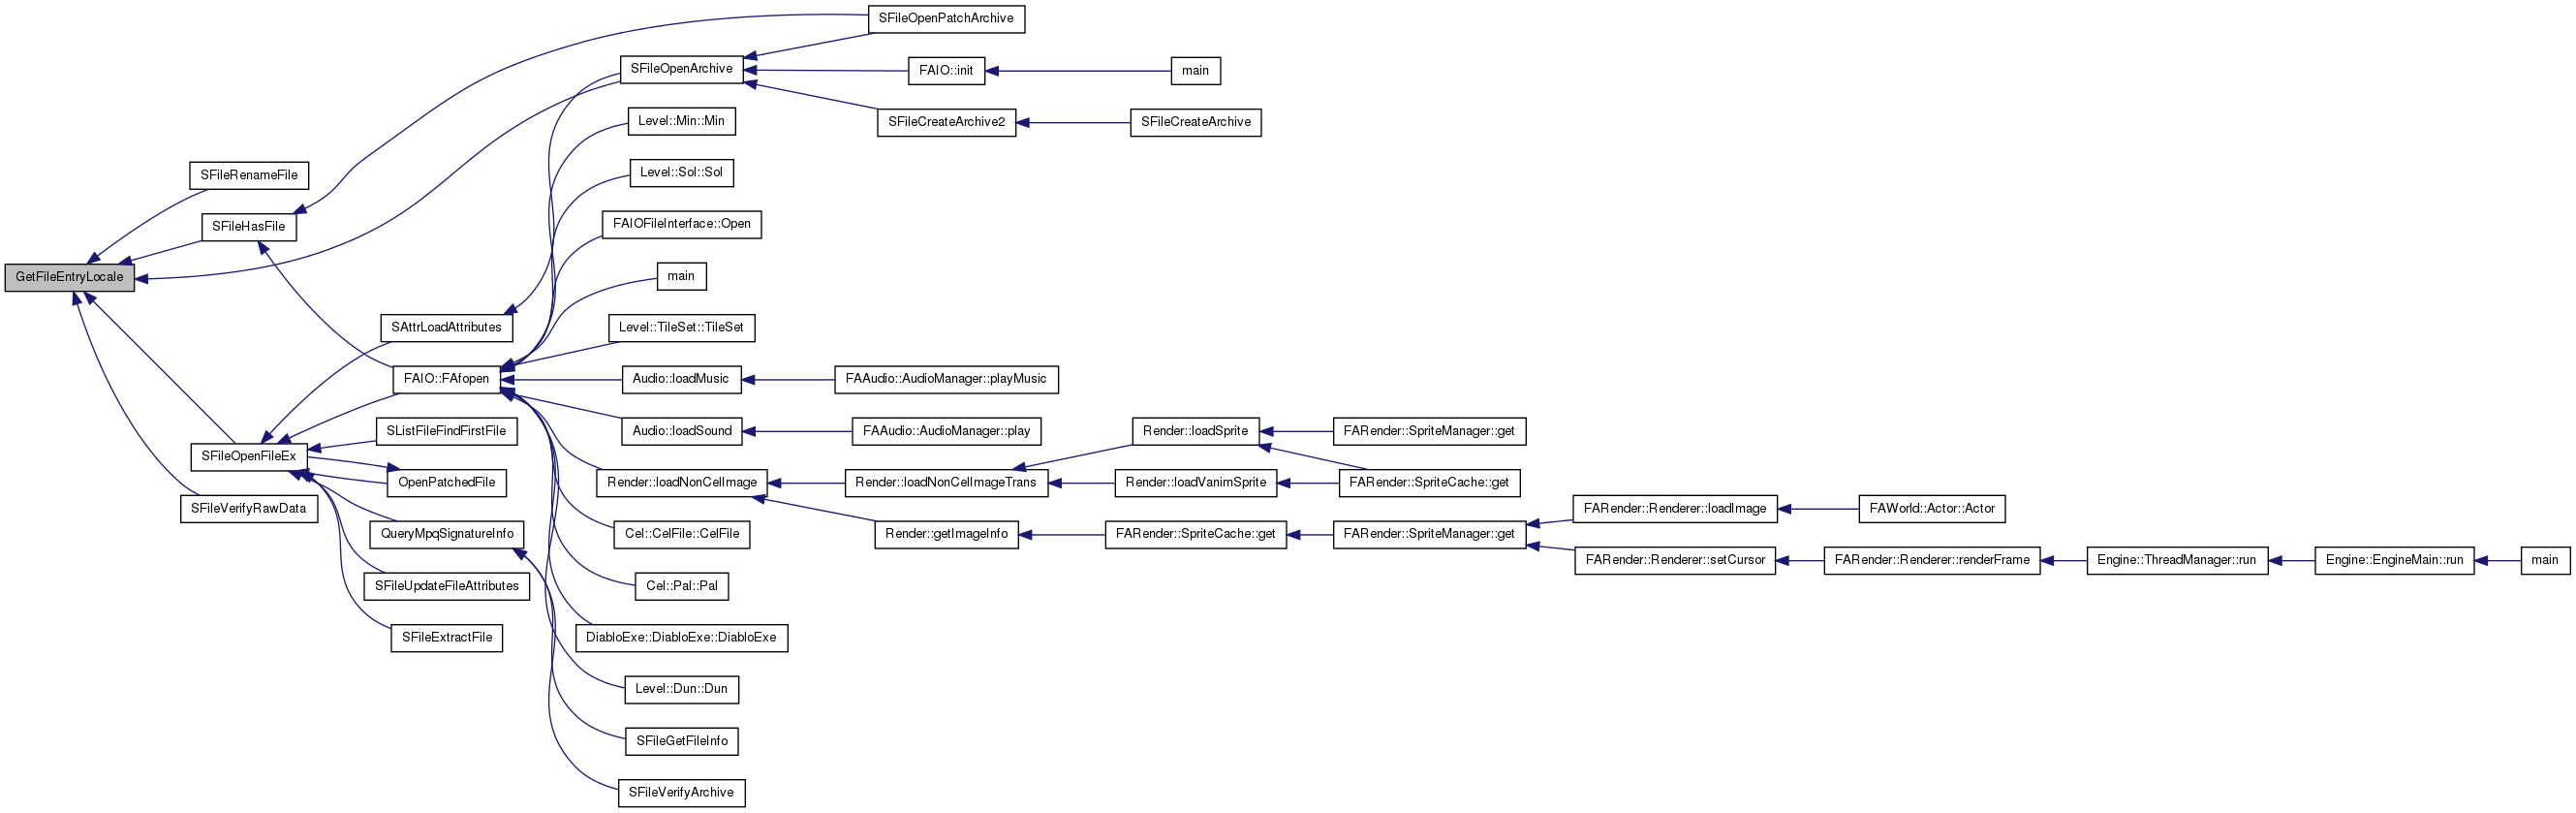 SFileOpenPatchArchive
SFileOpenArchive
FAIO::init
main
Level::Min::Min
SFileCreateArchive2
SFileCreateArchive
SFileRenameFile
Level::Sol::Sol
SFileHasFile
FAIOFileInterface::Open
GetFileEntryLocale
main
SAttrLoadAttributes
Level::TileSet::TileSet
FAIO::FAfopen
Audio::loadMusic
FAAudio::AudioManager::playMusic
SListFileFindFirstFile
Audio::loadSound
FAAudio::AudioManager::play
Render::loadSprite
FARender::SpriteManager::get
SFileOpenFileEx
OpenPatchedFile
Render::loadNonCelImage
Render::loadNonCelImageTrans
Render::loadVanimSprite
FARender::SpriteCache::get
SFileVerifyRawData
FARender::Renderer::loadImage
FAWorld::Actor::Actor
QueryMpqSignatureInfo
Cel::CelFile::CelFile
Render::getImageInfo
FARender::SpriteCache::get
FARender::SpriteManager::get
FARender::Renderer::setCursor
FARender::Renderer::renderFrame
Engine::ThreadManager::run
Engine::EngineMain::run
main
SFileUpdateFileAttributes
Cel::Pal::Pal
SFileExtractFile
DiabloExe::DiabloExe::DiabloExe
Level::Dun::Dun
SFileGetFileInfo
SFileVerifyArchive